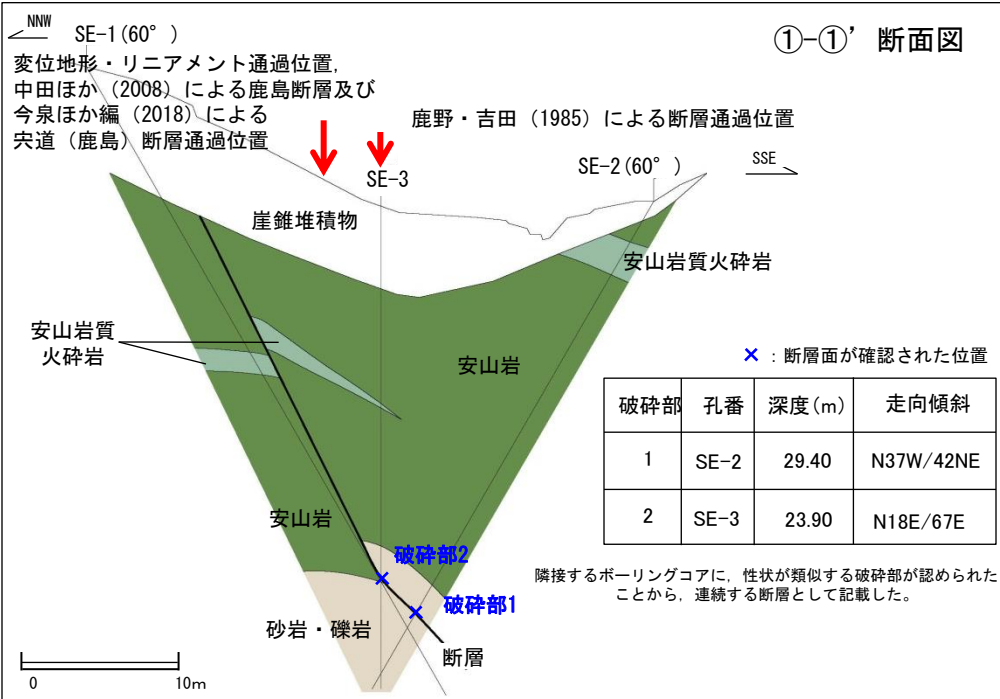 ①-①’ 断面図
NNW
SE-1(60°)
変位地形・リニアメント通過位置,
中田ほか（2008）による鹿島断層及び
今泉ほか編（2018）による
宍道（鹿島）断層通過位置
鹿野・吉田（1985）による断層通過位置
SE-3
SE-2(60°)
SSE
崖錐堆積物
安山岩質火砕岩
安山岩質
火砕岩
安山岩
安山岩
破砕部2
破砕部1
砂岩・礫岩
断層
0 10m
×：断層面が確認された位置
破砕部 孔番 深度(m) 走向傾斜
1 SE-2 29.40 N37W/42NE
2 SE-3 23.90 N18E/67E
隣接するボーリングコアに，性状が類似する破砕部が認められた
ことから，連続する断層として記載した。